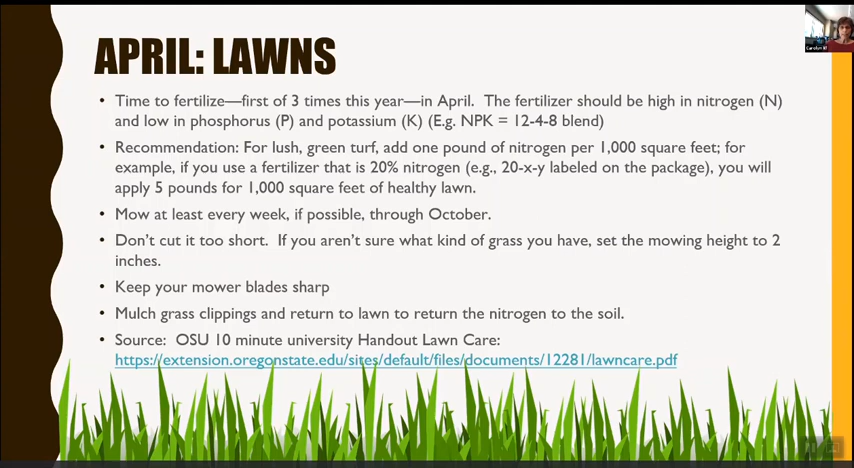 APRIL: LAWNS
• Time to fertilize—first of 3 times this year—in April. The fertilizer should be high in nitrogen (N)
and low in phosphorus (P) and potassium (K) (E.g. NPK = 12-4-8 blend)
• Recommendation: For lush, green turf, add one pound of nitrogen per 1,000 square feet; for
example, if you use a fertilizer that is 20% nitrogen (e.g., 20-x-y labeled on the package), you will
apply 5 pounds for 1,000 square feet of healthy lawn.
• Mow at least every week, if possible, through October.
• Don't cut it too short. If you aren't sure what kind of grass you have, set the mowing height to 2
inches.
• Keep your mower blades sharp
• Mulch grass clippings and return to lawn to return the nitrogen to the soil.
• Source: OSU 10 minute university Handout Lawn Care:
https://extension.oregonstate.edu/sites/default/files/documents/12281/lawncare.pdf